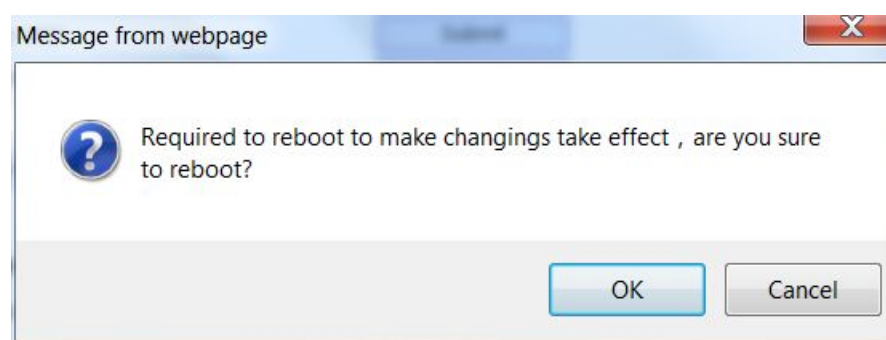 Message from webpage
Required to reboot to make changings take effect , are you sure
to reboot?
OK
Cancel